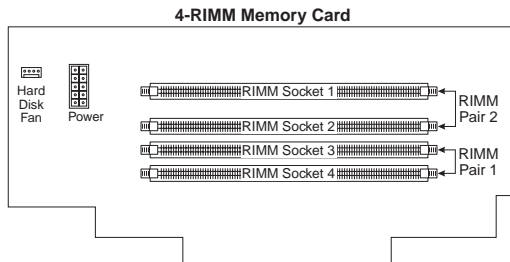 4-RIMM Memory Card
Hard
Disk
Fan
Power
RIMM Socket 1
RIMM Socket 2
RIMM
Pair 2
RIMM Socket 3
RIMM Socket 4
RIMM
Pair 1